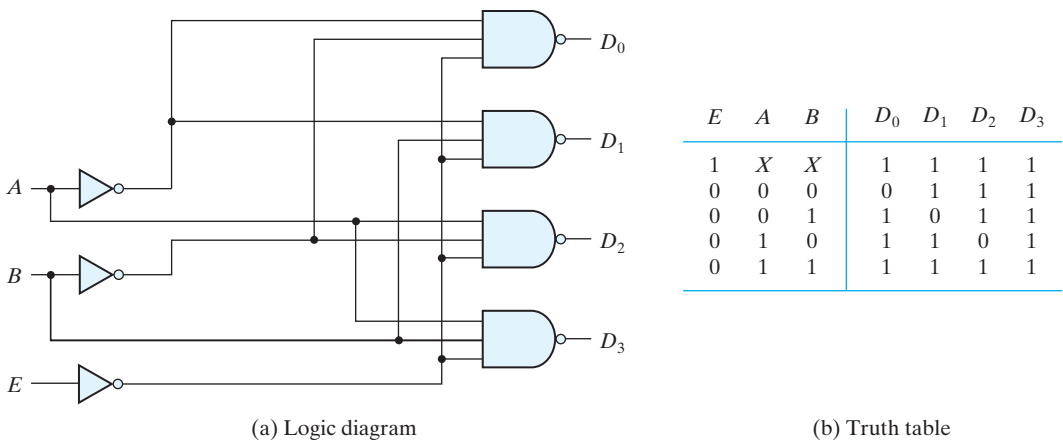 D0
D1
A
D2
B
D3
E
(a) Logic diagram
E A B D0 D1 D2 D3
1 X X 1 1 1 1
0 0 0 0 1 1 1
0 0 1 1 0 1 1
0 1 0 1 1 0 1
0 1 1 1 1 1 1
(b) Truth table